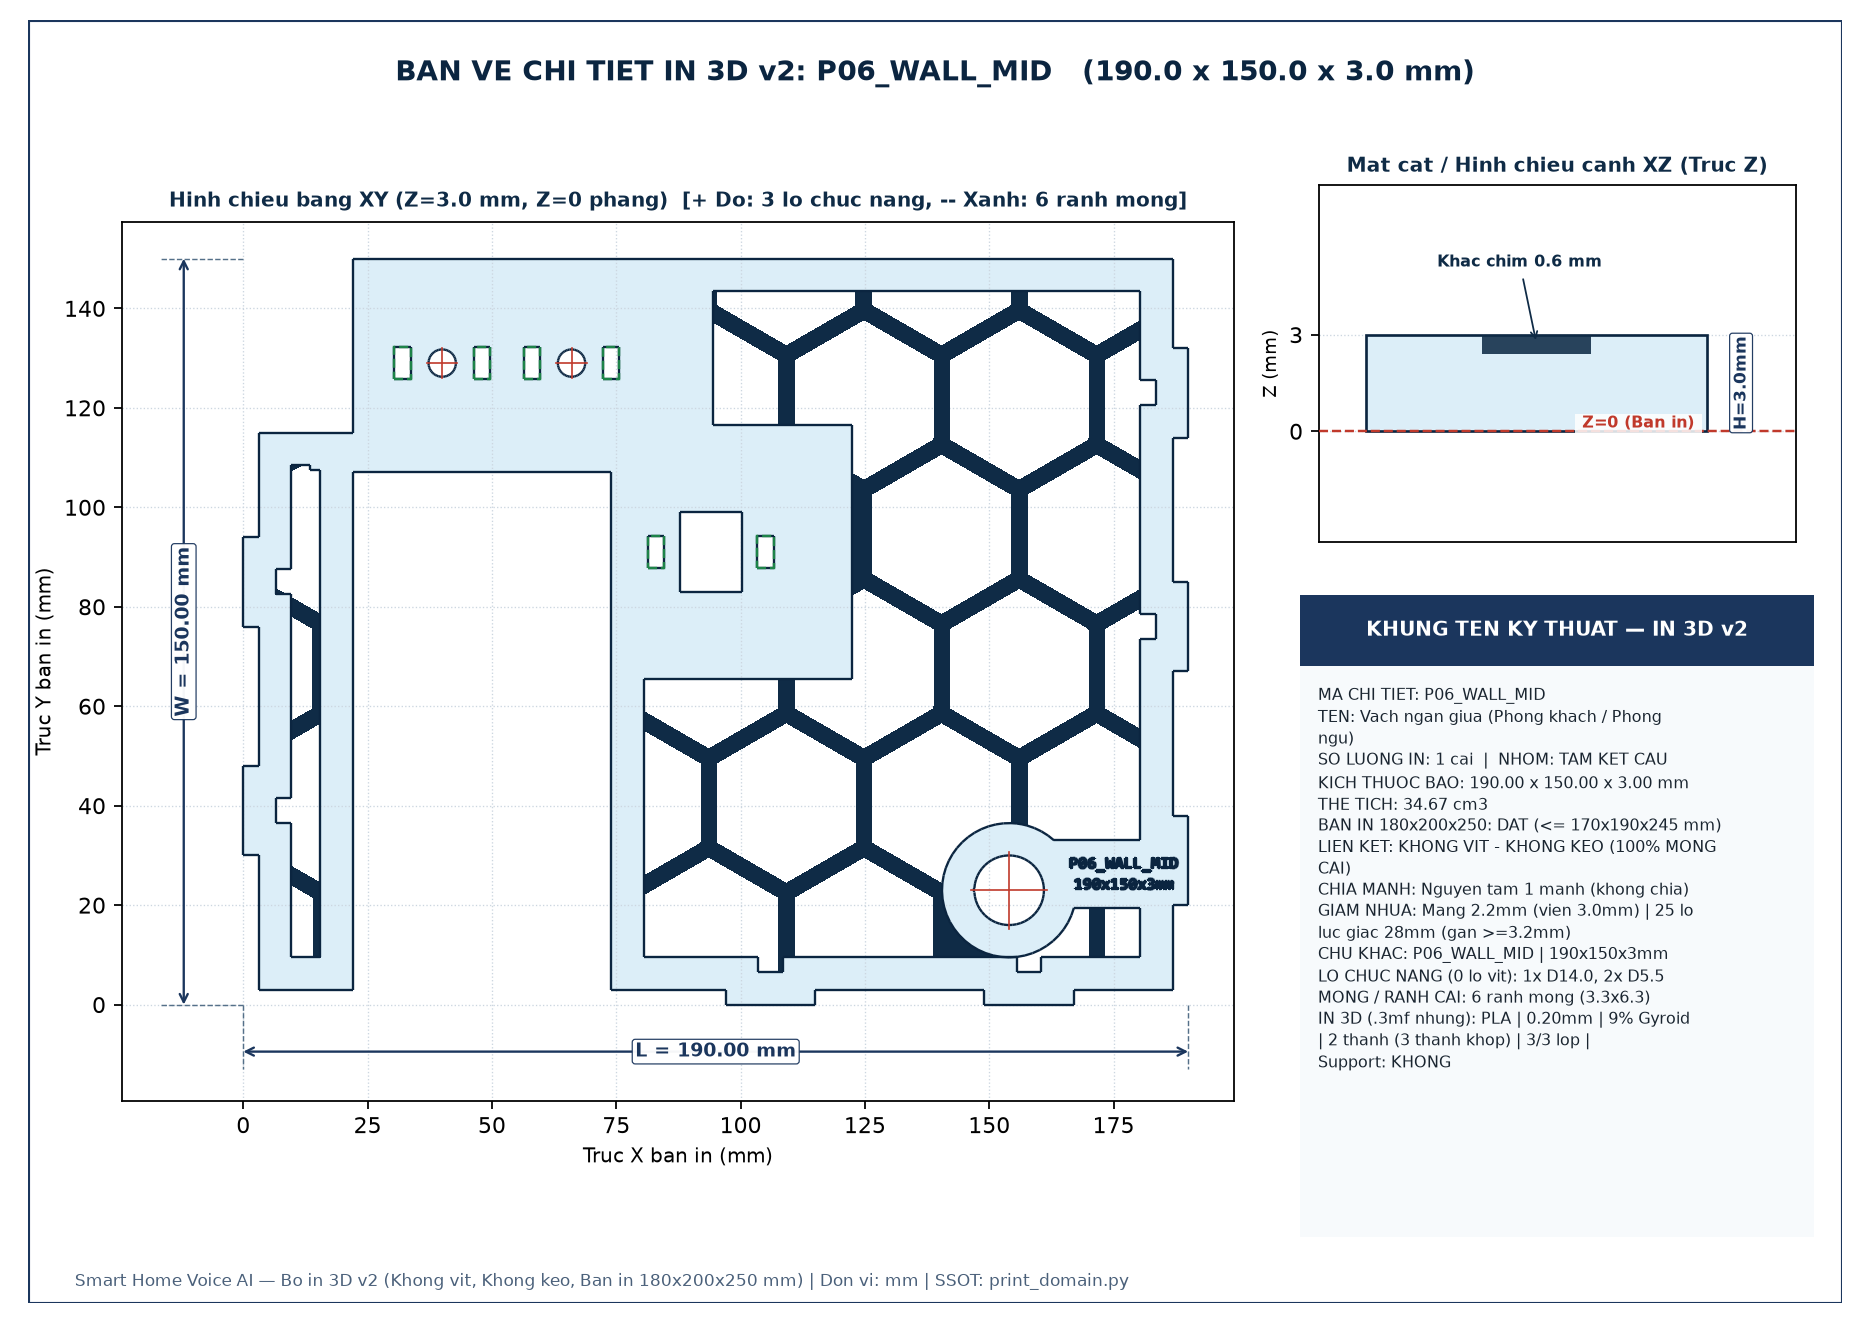 BAN VE CHI TIET IN 3D v2: P06_WALL_MID (190.0 x 150.0 x 3.0 mm)
Hinh chieu bang XY (Z=3.0 mm, Z=0 phang) [+ Do: 3 lo chuc nang, -- Xanh: 6 ranh mong]
Truc Y ban in (mm)
140
120
100
80
60
40
20
0
W = 150.00 mm
P06_WALL_MID
190x150x3mm
L = 190.00 mm
0
25
50
75
100
125
150
175
Truc X ban in (mm)
Mat cat / Hinh chieu canh XZ (Truc Z)
Khac chim 0.6 mm
Z (mm)
3
0
Z=0 (Ban in)
H=3.0mm
KHUNG TEN KY THUAT — IN 3D v2
MA CHI TIET: P06_WALL_MID
TEN: Vach ngan giua (Phong khach / Phong
ngu)
SO LUONG IN: 1 cai | NHOM: TAM KET CAU
KICH THUOC BAO: 190.00 x 150.00 x 3.00 mm
THE TICH: 34.67 cm3
BAN IN 180x200x250: DAT (<= 170x190x245 mm)
LIEN KET: KHONG VIT - KHONG KEO (100% MONG
CAI)
CHIA MANH: Nguyen tam 1 manh (khong chia)
GIAM NHUA: Mang 2.2mm (vien 3.0mm) | 25 lo
luc giac 28mm (gan >=3.2mm)
CHU KHAC: P06_WALL_MID | 190x150x3mm
LO CHUC NANG (0 lo vit): 1x D14.0, 2x D5.5
MONG / RANH CAI: 6 ranh mong (3.3x6.3)
IN 3D (.3mf nhung): PLA | 0.20mm | 9% Gyroid
| 2 thanh (3 thanh khop) | 3/3 lop |
Support: KHONG
Smart Home Voice AI — Bo in 3D v2 (Khong vit, Khong keo, Ban in 180x200x250 mm) | Don vi: mm | SSOT: print_domain.py